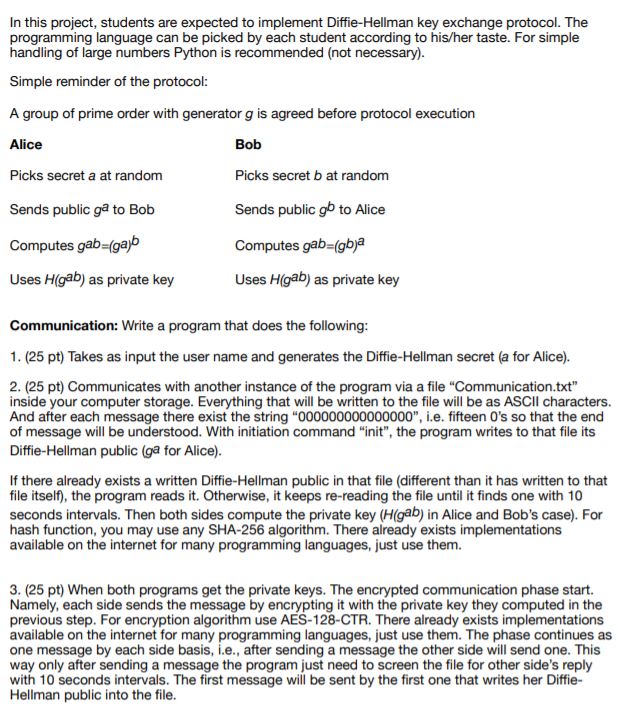 In this project, students are expected to implement Diffie-Hellman key exchange protocol. The
programming language can be picked by each student according to his/her taste. For simple
handling of large numbers Python is recommended (not necessary).
Simple reminder of the protocol:
A group of prime order with generator g is agreed before protocol execution
Alice Bob
Picks secret a at random Picks secret b at random
Sends public gᵃ to Bob Sends public gᵇ to Alice
Computes gᵃᵇ=(gᵃ)ᵇ Computes gᵃᵇ=(gᵇ)ᵃ
Uses H(gᵃᵇ) as private key Uses H(gᵃᵇ) as private key
Communication: Write a program that does the following:
1. (25 pt) Takes as input the user name and generates the Diffie-Hellman secret (a for Alice).
2. (25 pt) Communicates with another instance of the program via a file “Communication.txt”
inside your computer storage. Everything that will be written to the file will be as ASCII characters.
And after each message there exist the string “000000000000000”, i.e. fifteen 0’s so that the end
of message will be understood. With initiation command “init”, the program writes to that file its
Diffie-Hellman public (gᵃ for Alice).
If there already exists a written Diffie-Hellman public in that file (different than it has written to that
file itself), the program reads it. Otherwise, it keeps re-reading the file until it finds one with 10
seconds intervals. Then both sides compute the private key (H(gᵃᵇ) in Alice and Bob’s case). For
hash function, you may use any SHA-256 algorithm. There already exists implementations
available on the internet for many programming languages, just use them.
3. (25 pt) When both programs get the private keys. The encrypted communication phase start.
Namely, each side sends the message by encrypting it with the private key they computed in the
previous step. For encryption algorithm use AES-128-CTR. There already exists implementations
available on the internet for many programming languages, just use them. The phase continues as
one message by each side basis, i.e., after sending a message the other side will send one. This
way only after sending a message the program just need to screen the file for other side’s reply
with 10 seconds intervals. The first message will be sent by the first one that writes her Diffie-
Hellman public into the file.